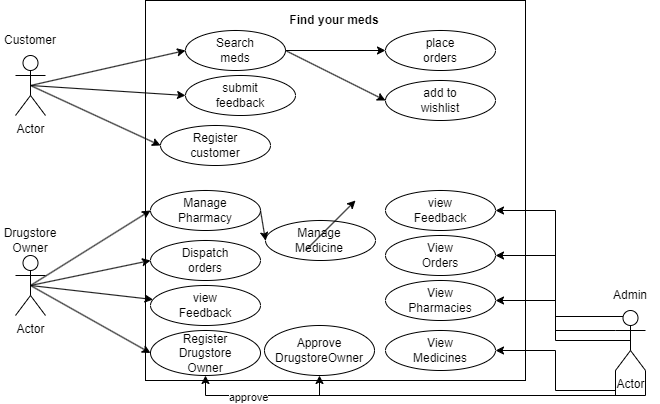 Find your meds
Customer
Search
meds
place
orders
submit
feedback
add to
wishlist
Actor
Register
customer
Manage
Pharmacy
view
Feedback
Drugstore
Owner
Manage
Medicine
Dispatch
orders
View
Orders
view
Feedback
View
Pharmacies
Admin
Actor
Register
Drugstore
Owner
Approve
DrugstoreOwner
View
Medicines
Actor
approve